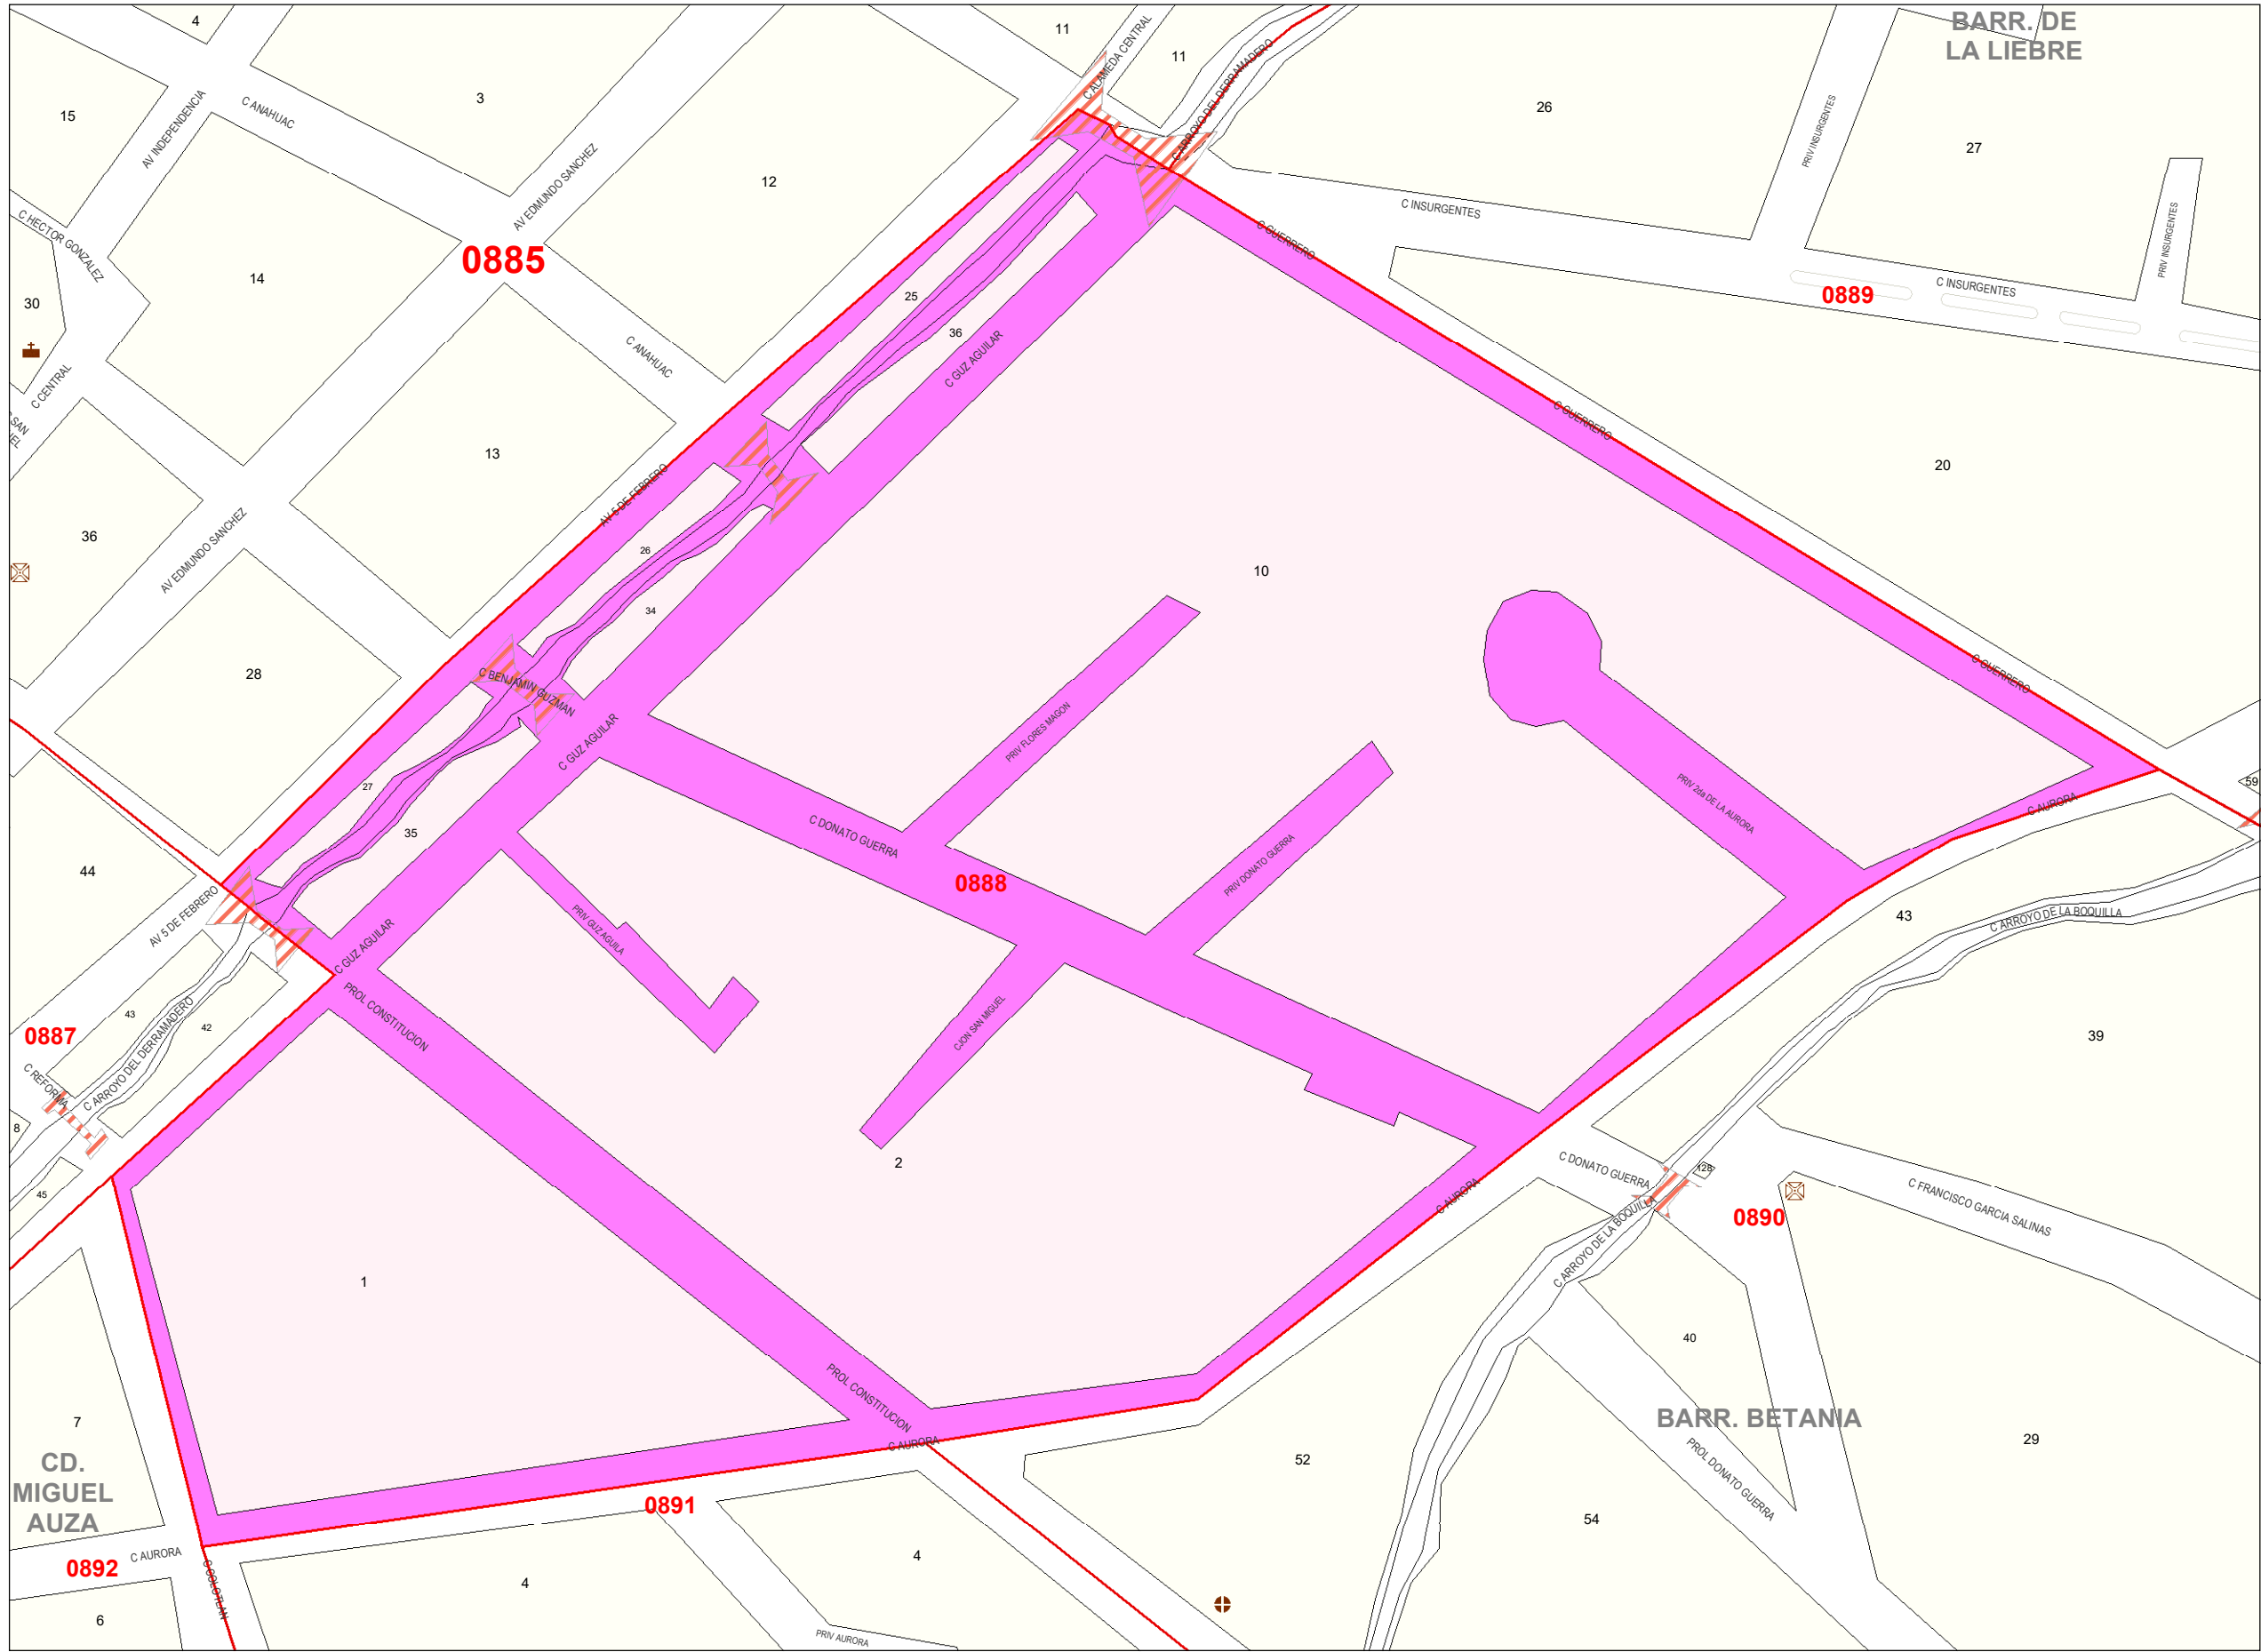 4
11
C ALAMEDA CENTRAL
11
C ARROYO DEL DERRAMADERO
BARR. DE
LA LIEBRE
15
AV INDEPENDENCIA
C ANAHUAC
3
26
PRIV INSURGENTES
27
AV EDMUNDO SANCHEZ
12
C INSURGENTES
C GUERRERO
PRIV INSURGENTES
C HECTOR GONZALEZ
0885
14
30
25
36
C GUZ AGUILAR
C INSURGENTES
0889
C ANAHUAC
C CENTRAL
C GUERRERO
13
20
AV 5 DE FEBRERO
36
AV EDMUNDO SANCHEZ
26
34
10
28
C BENJAMIN GUZMAN
C GUZ AGUILAR
PRIV FLORES MAGON
C GUERRERO
27
35
C DONATO GUERRA
PRIV 2da DE LA AURORA
C AURORA
59
44
AV 5 DE FEBRERO
PRIV GUZ AGUILA
0888
PRIV DONATO GUERRA
43
C ARROYO DE LA BOQUILLA
C GUZ AGUILAR
PROL CONSTITUCION
43
42
0887
C REFORMA
C ARROYO DEL DERRAMADERO
CJON SAN MIGUEL
39
8
45
2
C DONATO GUERRA
128
C AURORA
C ARROYO DE LA BOQUILLA
0890
C FRANCISCO GARCIA SALINAS
1
40
PROL CONSTITUCION
C AURORA
7
CD.
MIGUEL
AUZA
BARR. BETANIA
PROL DONATO GUERRA
29
52
54
0891
0892
C AURORA
C COLOTLAN
4
4
6
PRIV AURORA